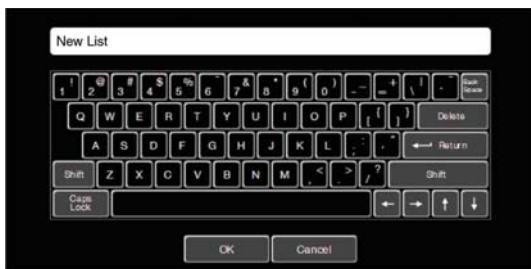 New List
1 ! 2 @ 3 # 4 $ 5 % 6 7 & 8 * 9 ( 0 ) - _ = + \ | Back Space
Q W E R T Y U I O P [ { ] } Delete
A S D F G H J K L ; : Return
Shift Z X C V B N M , < . > / ? Shift
Caps Lock ← → ↑ ↓
OK Cancel